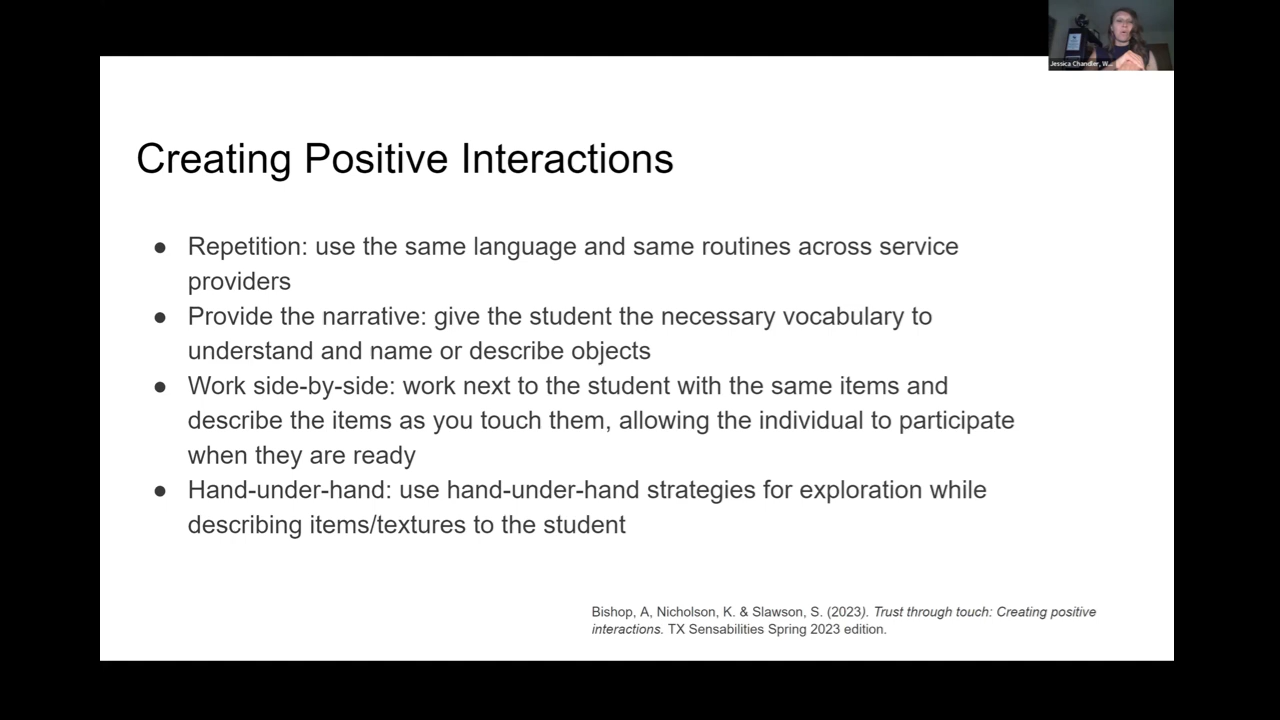 Jessica Chandler, W...
Creating Positive Interactions
● Repetition: use the same language and same routines across service
providers
● Provide the narrative: give the student the necessary vocabulary to
understand and name or describe objects
● Work side-by-side: work next to the student with the same items and
describe the items as you touch them, allowing the individual to participate
when they are ready
● Hand-under-hand: use hand-under-hand strategies for exploration while
describing items/textures to the student
Bishop, A, Nicholson, K. & Slawson, S. (2023). Trust through touch: Creating positive
interactions. TX Sensabilities Spring 2023 edition.